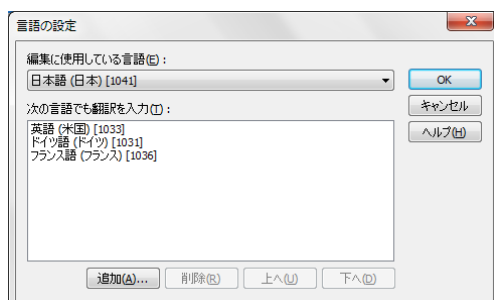 言語の設定
編集に使用している言語(E)：
日本語 (日本) [1041]
OK
次の言語でも翻訳を入力(T)：
キャンセル
英語 (米国) [1033]
ヘルプ(H)
ドイツ語 (ドイツ) [1031]
フランス語 (フランス) [1036]
追加(A)...
削除(R)
上へ(U)
下へ(D)